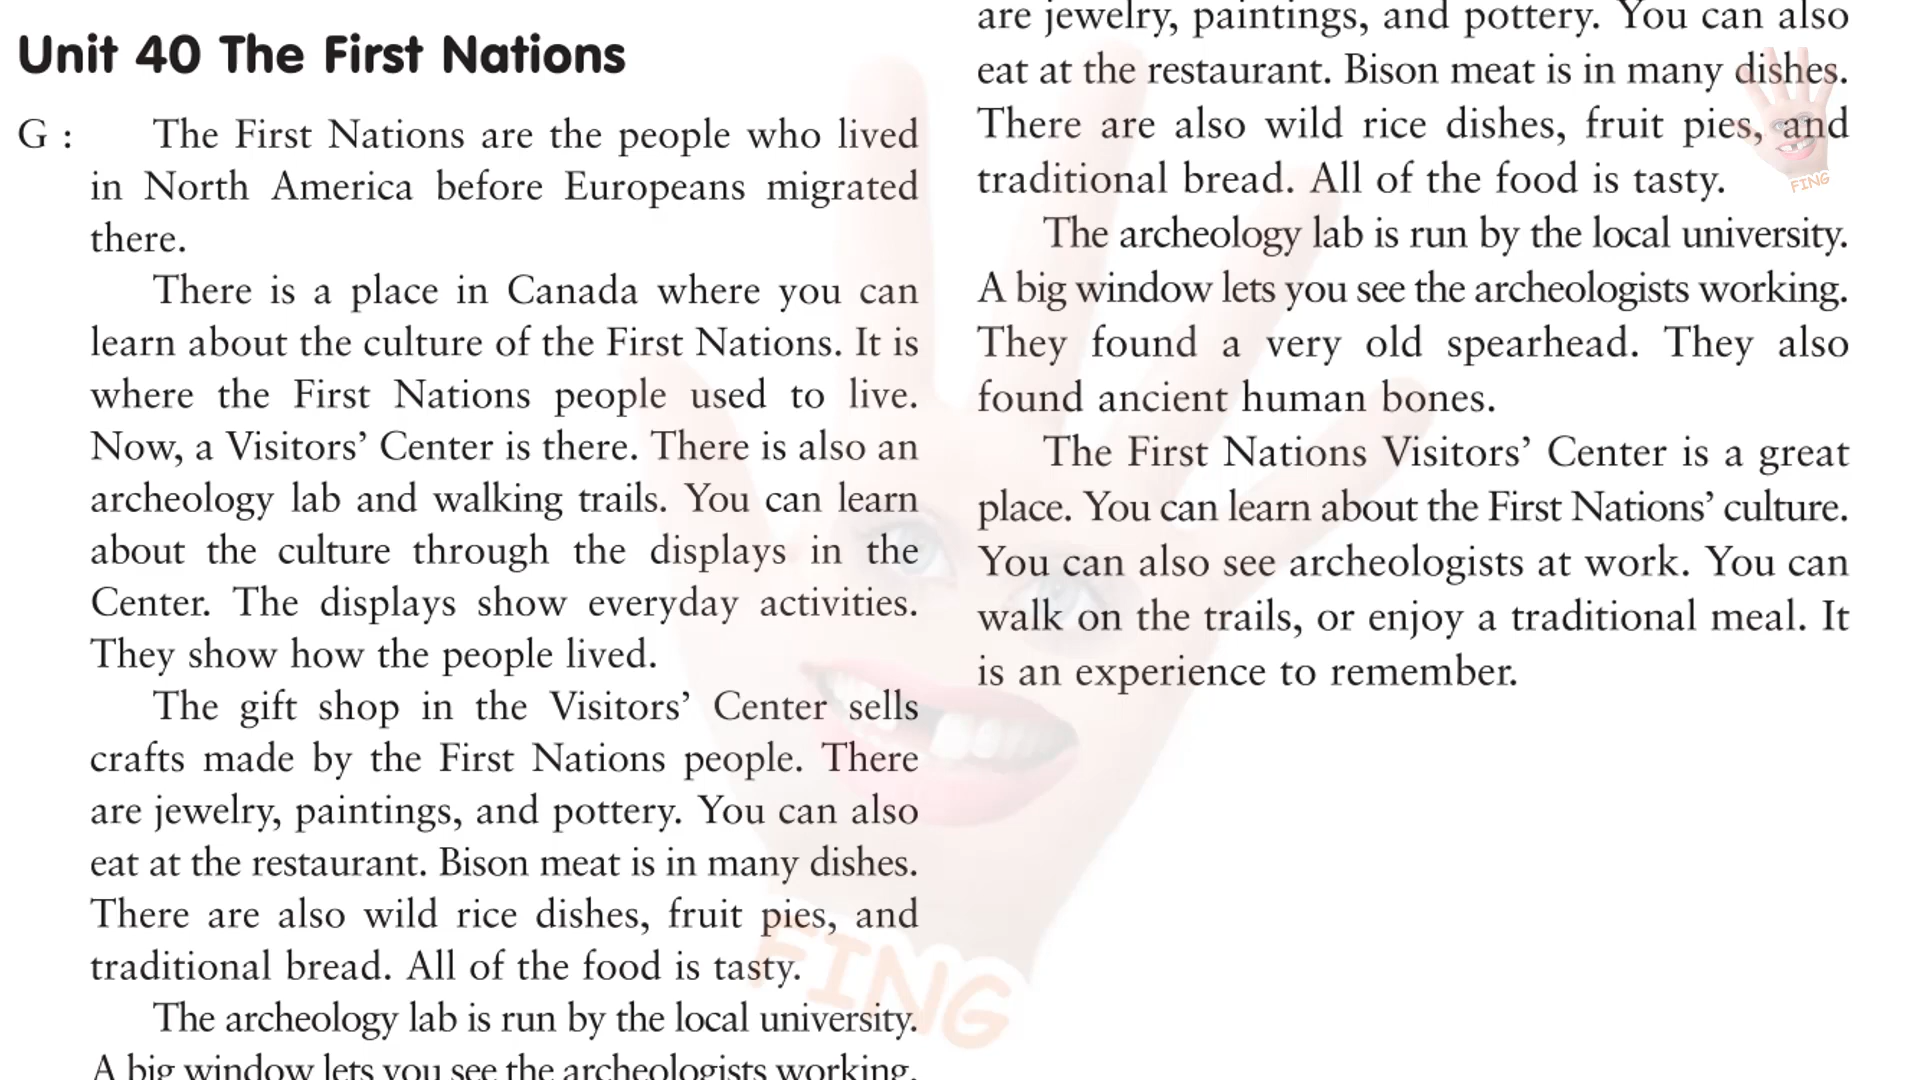 Unit 40 The First Nations
G : The First Nations are the people who lived
in North America before Europeans migrated
there.
There is a place in Canada where you can
learn about the culture of the First Nations. It is
where the First Nations people used to live.
Now, a Visitors’ Center is there. There is also an
archeology lab and walking trails. You can learn
about the culture through the displays in the
Center. The displays show everyday activities.
They show how the people lived.
The gift shop in the Visitors’ Center sells
crafts made by the First Nations people. There
are jewelry, paintings, and pottery. You can also
eat at the restaurant. Bison meat is in many dishes.
There are also wild rice dishes, fruit pies, and
traditional bread. All of the food is tasty.
The archeology lab is run by the local university.
A big window lets you see the archeologists working.
are jewelry, paintings, and pottery. You can also
eat at the restaurant. Bison meat is in many dishes.
There are also wild rice dishes, fruit pies, and
traditional bread. All of the food is tasty.
The archeology lab is run by the local university.
A big window lets you see the archeologists working.
They found a very old spearhead. They also
found ancient human bones.
The First Nations Visitors’ Center is a great
place. You can learn about the First Nations’ culture.
You can also see archeologists at work. You can
walk on the trails, or enjoy a traditional meal. It
is an experience to remember.
FING
FING